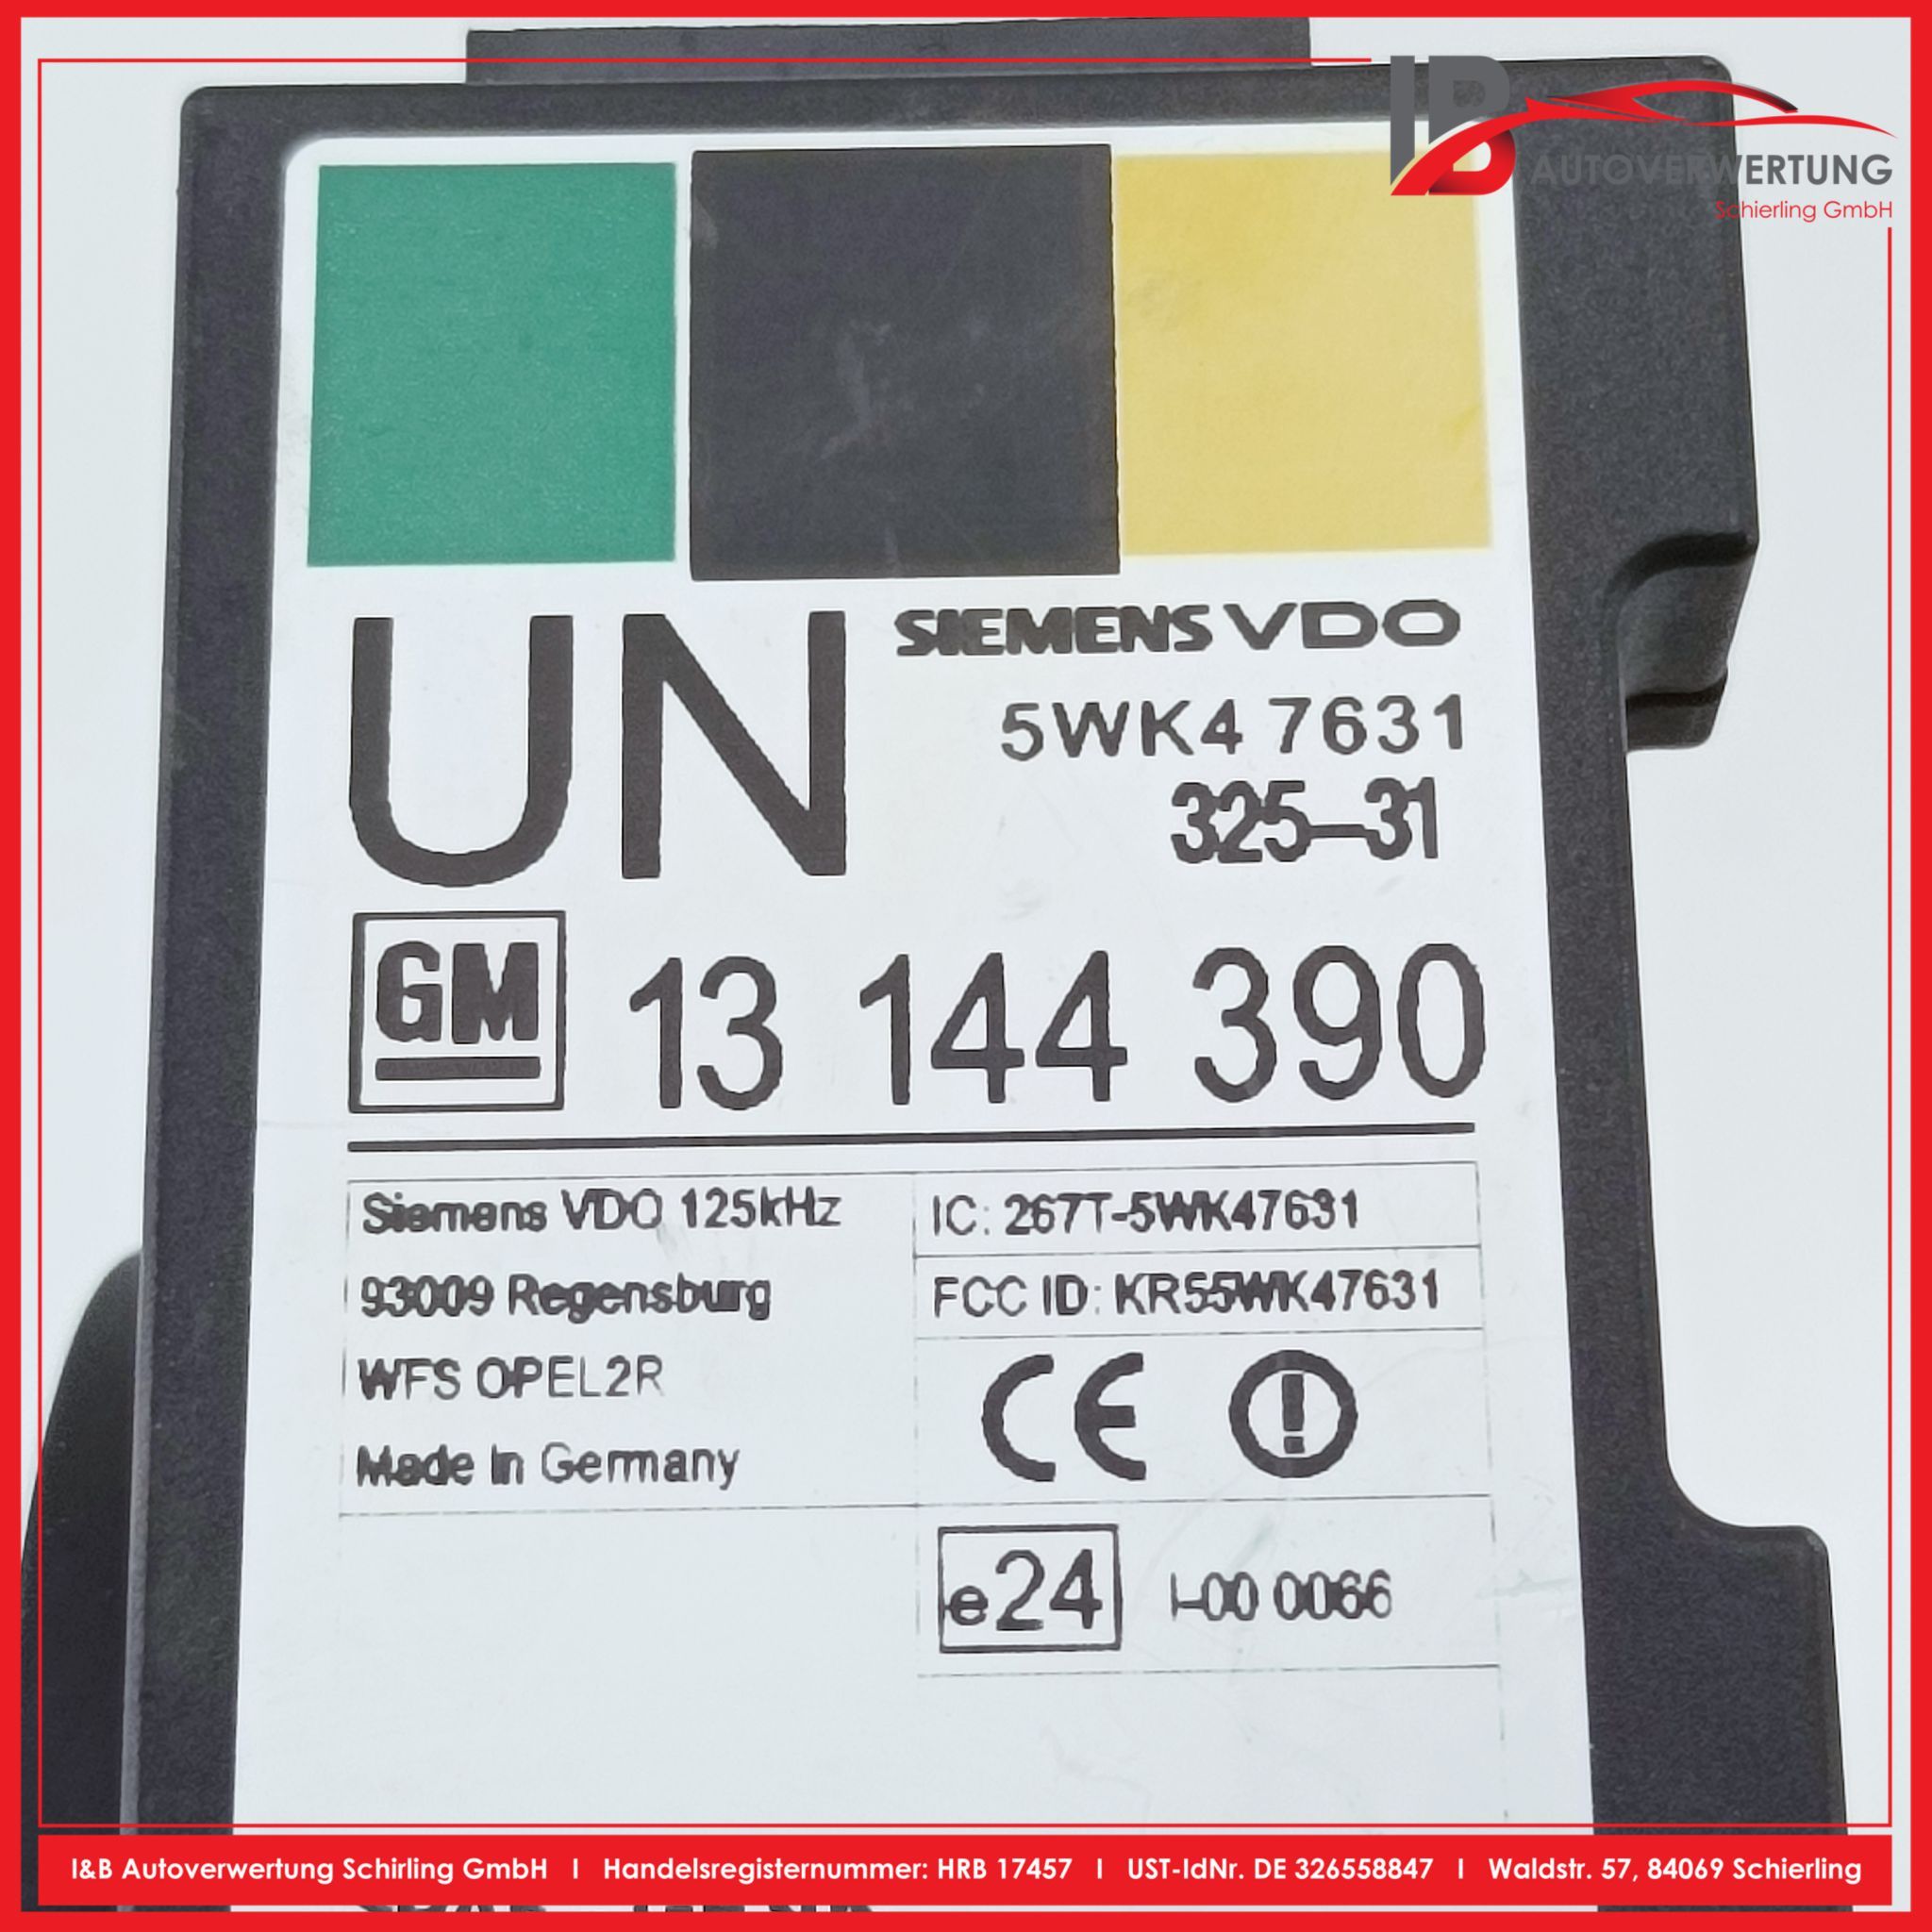 IB
AUTOVERWERTUNG
Schierling GmbH
UN
SIEMENS VDO
5WK4 7631
325-31
GM
13 144 390
Siemens VDO 125kHz
93009 Regensburg
WFS OPEL2R
Made In Germany
IC: 267T-5WK47631
FCC ID: KR55WK47631
CE
e24
I-00 0066
I&B Autoverwertung Schirling GmbH I Handelsregisternummer: HRB 17457 I UST-IdNr. DE 326558847 I Waldstr. 57, 84069 Schierling